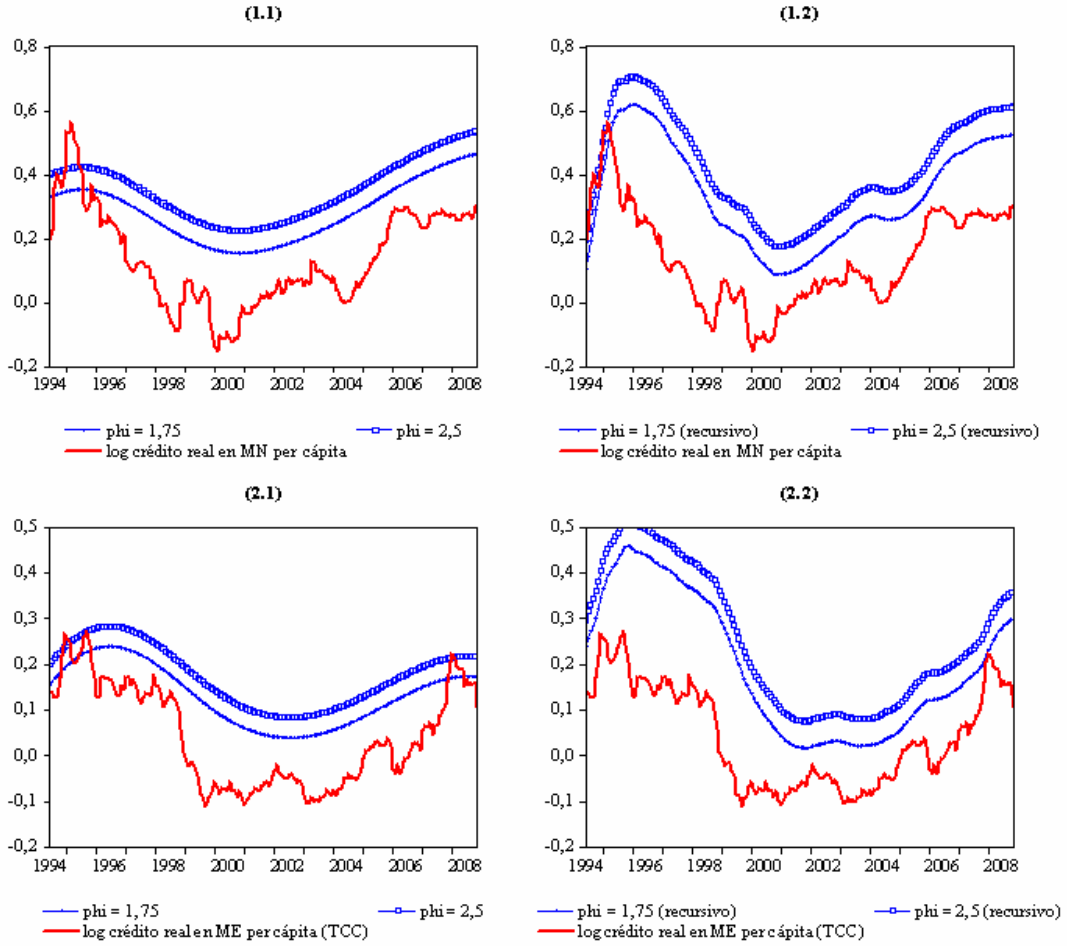 (1.1)
0,8
0,6
0,4
0,2
0,0
-0,2
1994 1996 1998 2000 2002 2004 2006 2008
phi = 1,75
phi = 2,5
log crédito real en MN per cápita
(1.2)
0,8
0,6
0,4
0,2
0,0
-0,2
1994 1996 1998 2000 2002 2004 2006 2008
phi = 1,75 (recursivo)
phi = 2,5 (recursivo)
log crédito real en MN per cápita
(2.1)
0,5
0,4
0,3
0,2
0,1
0,0
-0,1
-0,2
1994 1996 1998 2000 2002 2004 2006 2008
phi = 1,75
phi = 2,5
log crédito real en ME per cápita (TCC)
(2.2)
0,5
0,4
0,3
0,2
0,1
0,0
-0,1
-0,2
1994 1996 1998 2000 2002 2004 2006 2008
phi = 1,75 (recursivo)
phi = 2,5 (recursivo)
log crédito real en ME per cápita (TCC)